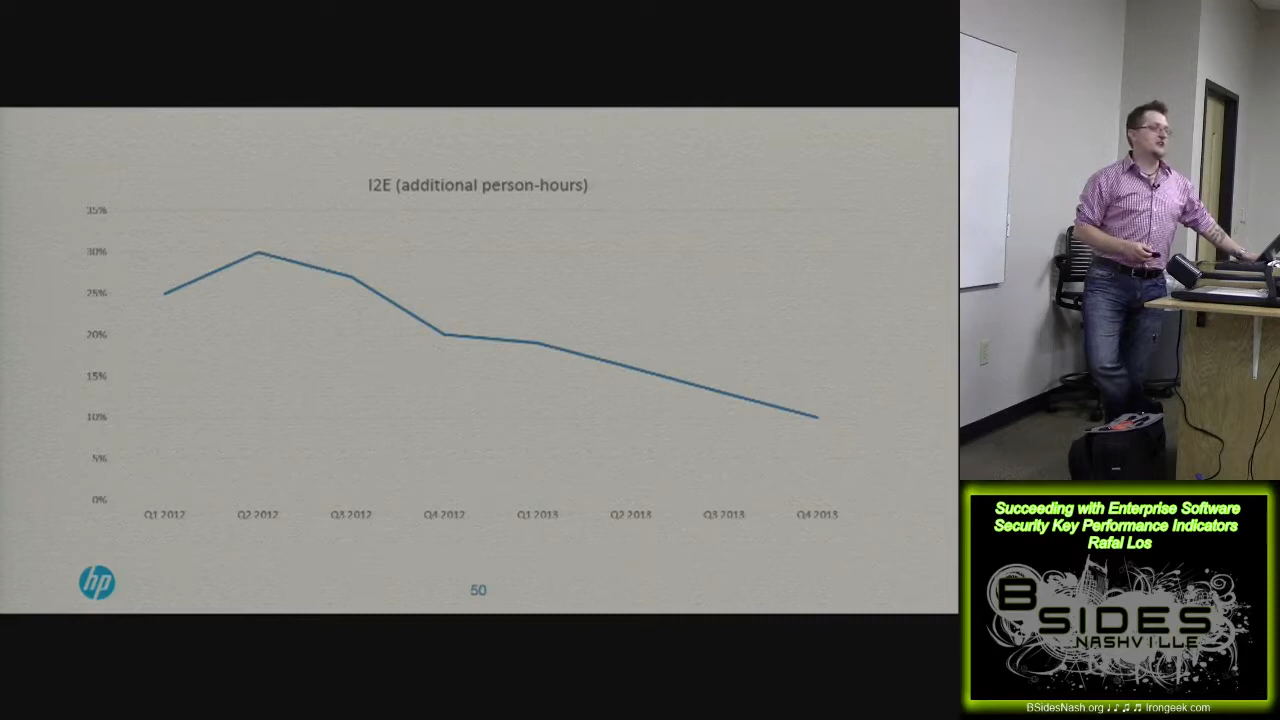 I2E (additional person-hours)
35%
30%
25%
20%
15%
10%
5%
0%
Q1 2012 Q2 2012 Q3 2012 Q4 2012 Q1 2013 Q2 2013 Q3 2013 Q4 2013
hp
50
Succeeding with Enterprise Software
Security Key Performance Indicators
Rafal Los
BSIDES
NASHVILLE
BSidesNash.org ♩ ♪ ♫ ♬ Irongeek.com